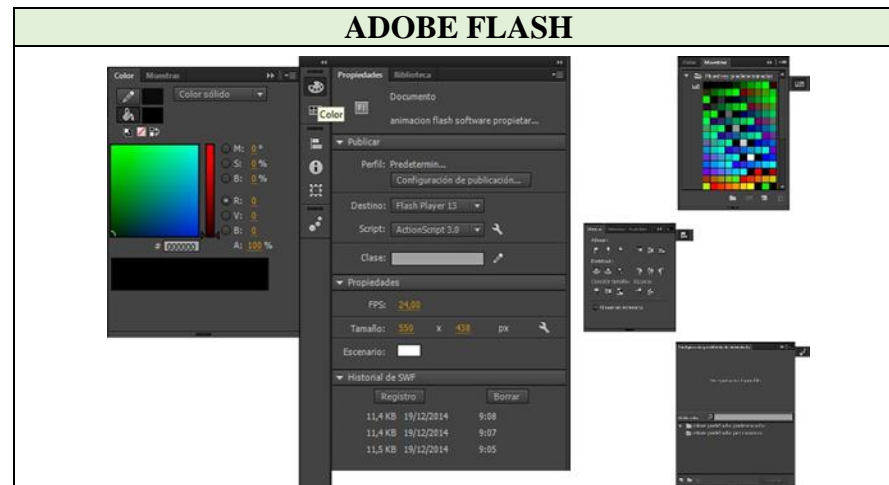 ADOBE FLASH
Color Muestras
Color sólido
M: 0 °
S: 0 %
B: 0 %
R: 0
V: 0
B: 0
# 000000 A: 100 %
Color
Propiedades Biblioteca
Fl Documento
animacion flash software propietar...
Publicar
Perfil: Predetermin...
Configuración de publicación...
Destino: Flash Player 13
Script: ActionScript 3.0
Clase:
Propiedades
FPS: 24,00
Tamaño: 550 x 438 px
Escenario:
Historial de SWF
Registro Borrar
11,4 KB 19/12/2014 9:08
11,4 KB 19/12/2014 9:07
11,5 KB 19/12/2014 9:05
Color Muestras
Muestras predeterminadas